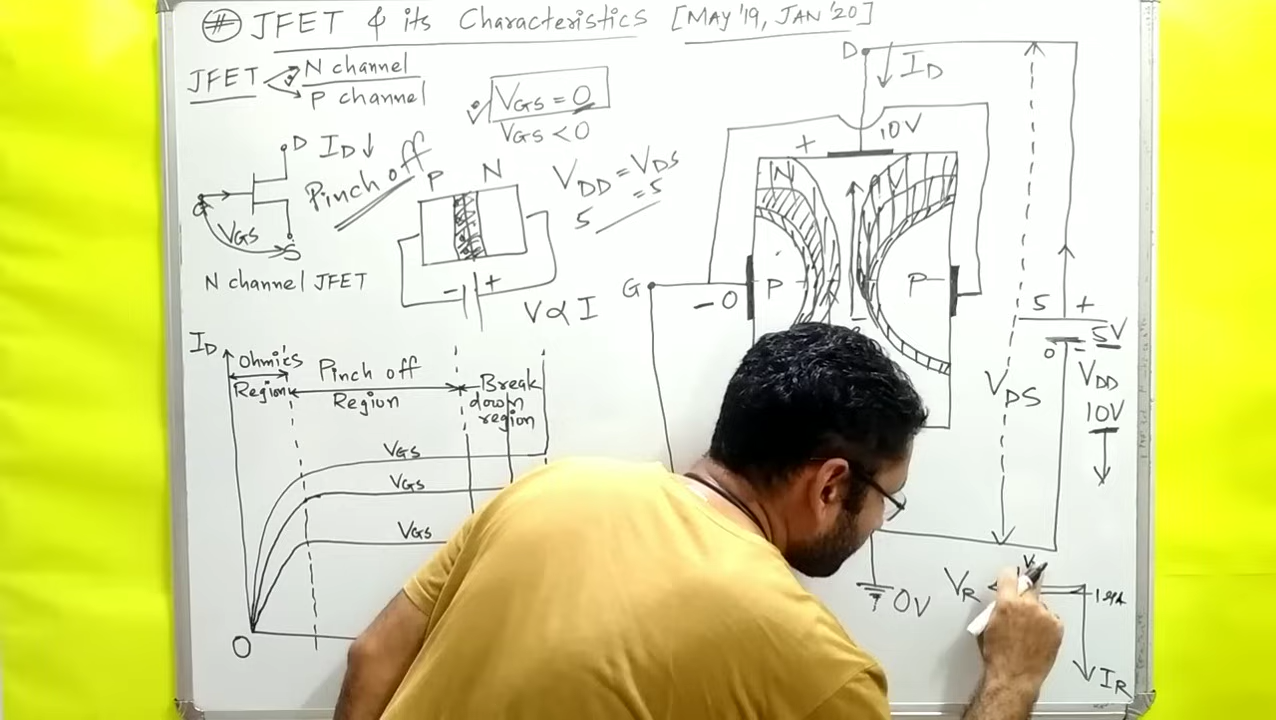 # JFET & its Characteristics [MAY '19, JAN '20]
JFET
N channel
P channel
VGS = 0
VGS < 0
D ID↓
Pinch off
G
VGS
S
N channel JFET
P N
- +
VDD = VDS
5 = 5
V∝I
ID
Ohmic's
Region
Pinch off
Region
Break
down
region
VGS
VGS
VGS
O
D
ID
+ 10V
N
G
- 0
P
P
VDS
5 +
0
= 5V
VDD
10V
0V
VR
IR